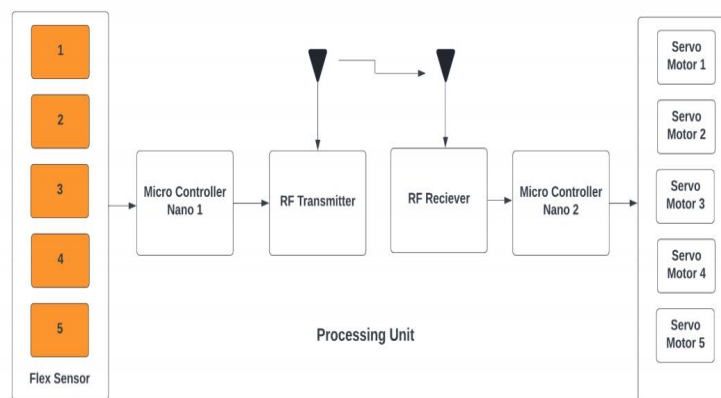 1
2
3
4
5
Flex Sensor
Micro Controller
Nano 1
RF Transmitter
RF Reciever
Micro Controller
Nano 2
Processing Unit
Servo
Motor 1
Servo
Motor 2
Servo
Motor 3
Servo
Motor 4
Servo
Motor 5